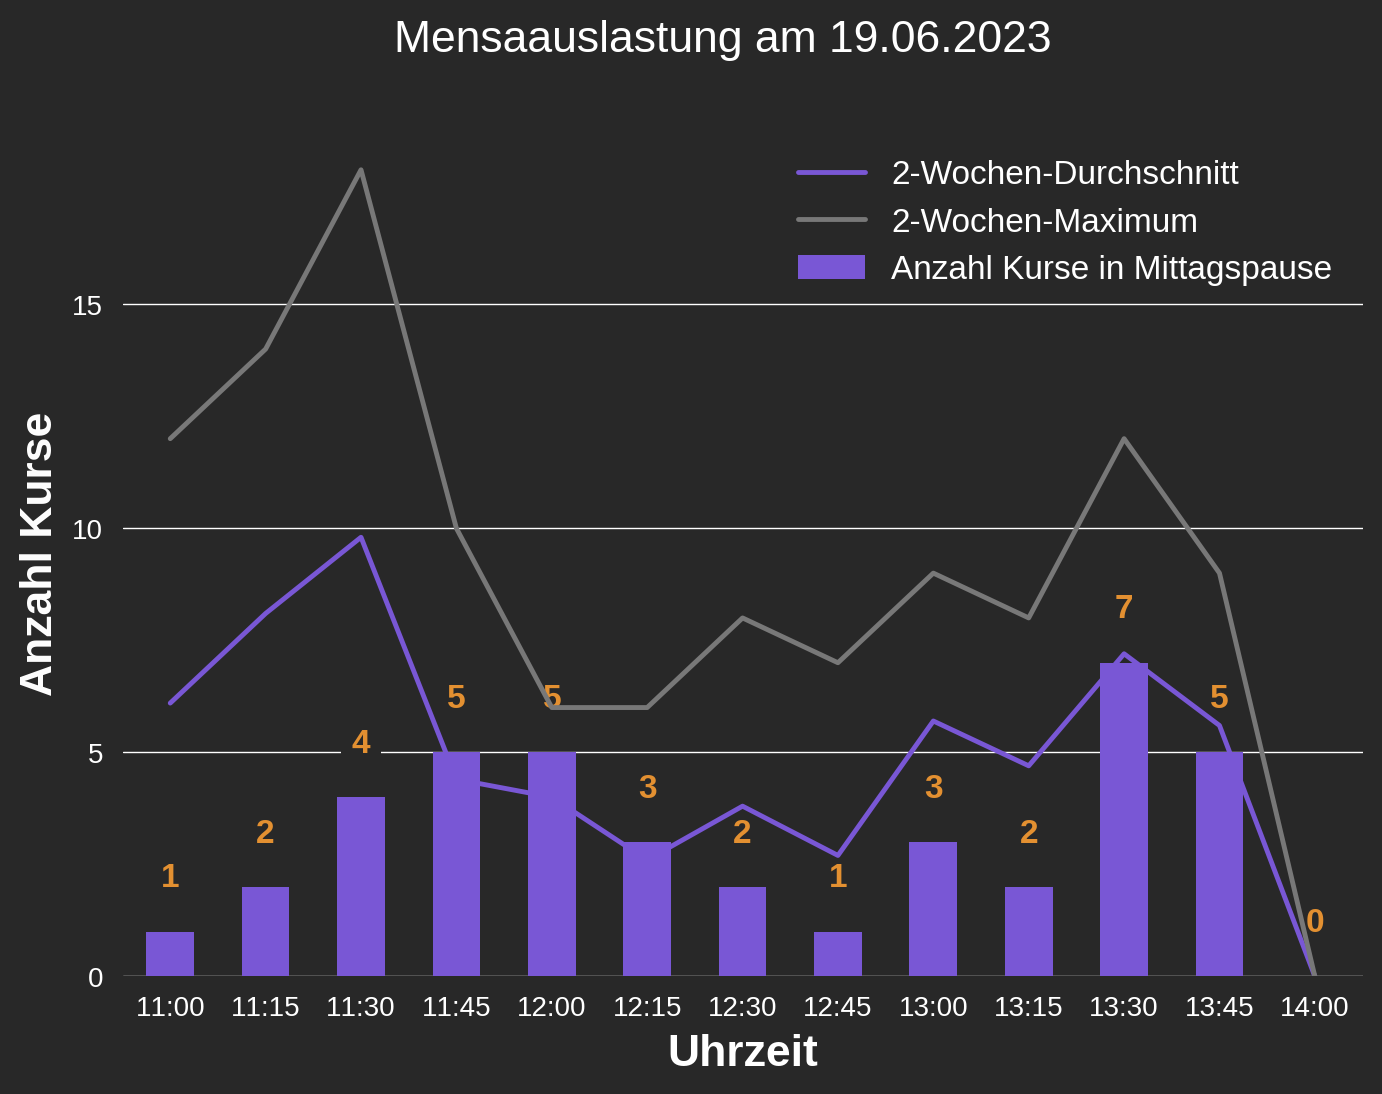 Mensaauslastung am 19.06.2023
2-Wochen-Durchschnitt
2-Wochen-Maximum
Anzahl Kurse in Mittagspause
Anzahl Kurse
15
10
5
0
1
2
4
5
5
3
2
1
3
2
7
5
0
11:00 11:15 11:30 11:45 12:00 12:15 12:30 12:45 13:00 13:15 13:30 13:45 14:00
Uhrzeit